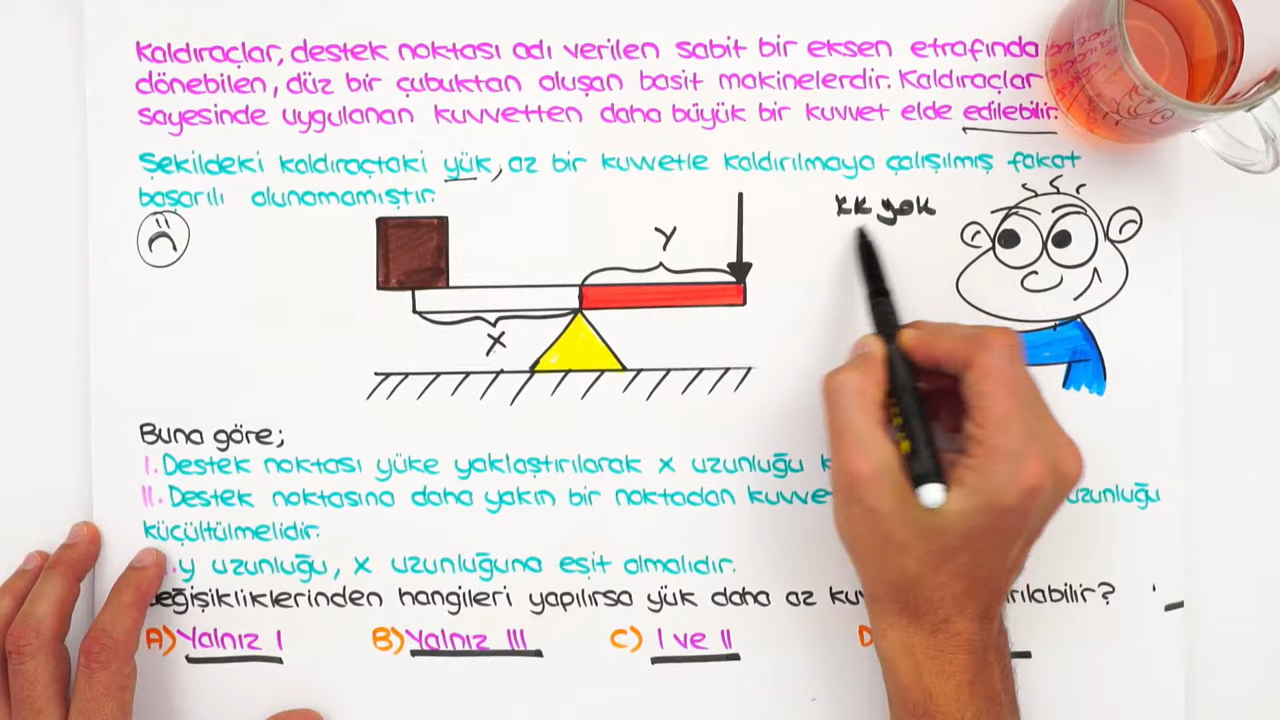 Kaldıraçlar, destek noktası adı verilen sabit bir eksen etrafında
dönebilen, düz bir çubuktan oluşan basit makinelerdir. Kaldıraçlar
sayesinde uygulanan kuvvetten daha büyük bir kuvvet elde edilebilir.
Şekildeki kaldıraçtaki yük, az bir kuvvetle kaldırılmaya çalışılmış fakat
başarılı olunamamıştır.
kk yok
y
x
Buna göre;
I. Destek noktası yüke yaklaştırılarak x uzunluğu
II. Destek noktasına daha yakın bir noktadan uzunluğu
küçültülmelidir.
y uzunluğu, x uzunluğuna eşit olmalıdır.
hangileri yapılırsa yük daha az
A) Yalnız I B) Yalnız III C) I ve II